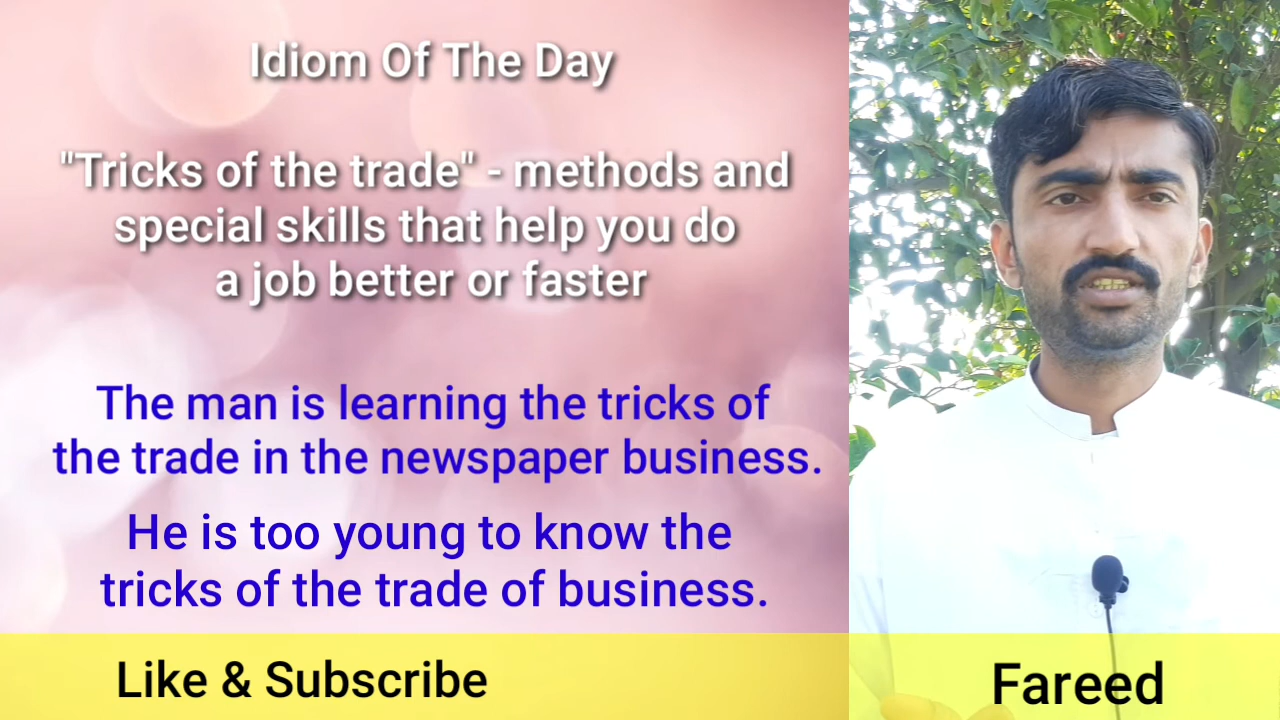 Idiom Of The Day
"Tricks of the trade" - methods and
special skills that help you do
a job better or faster
The man is learning the tricks of
the trade in the newspaper business.
He is too young to know the
tricks of the trade of business.
Like & Subscribe
Fareed